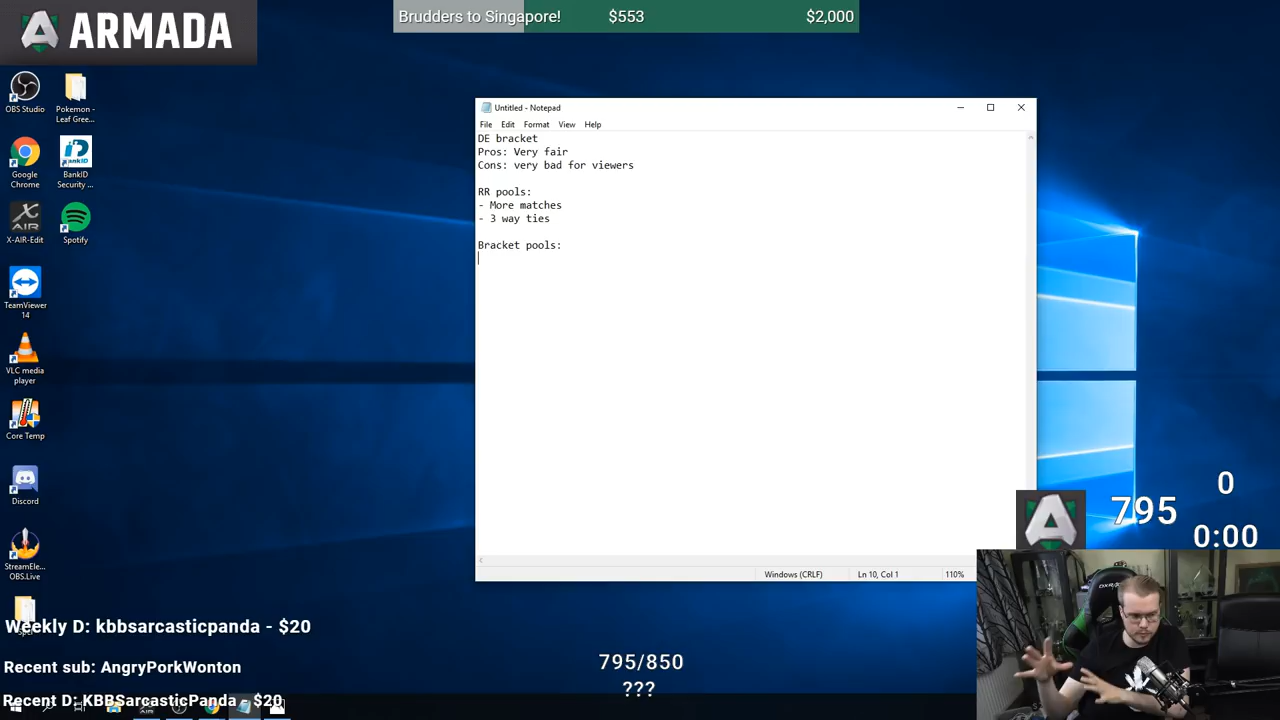 ARMADA
Brudders to Singapore! $553 $2,000
OBS Studio
Pokemon -
Leaf Gree...
Google
Chrome
BankID
Security ...
X-AIR-Edit
Spotify
TeamViewer
14
VLC media
player
Core Temp
Discord
StreamEle...
OBS.Live
Untitled - Notepad
File Edit Format View Help
DE bracket
Pros: Very fair
Cons: very bad for viewers
RR pools:
- More matches
- 3 way ties
Bracket pools:
Windows (CRLF) Ln 10, Col 1 110%
795
0
0:00
Weekly D: kbbsarcasticpanda - $20
Recent sub: AngryPorkWonton
Recent D: KBBSarcasticPanda - $20
795/850
???